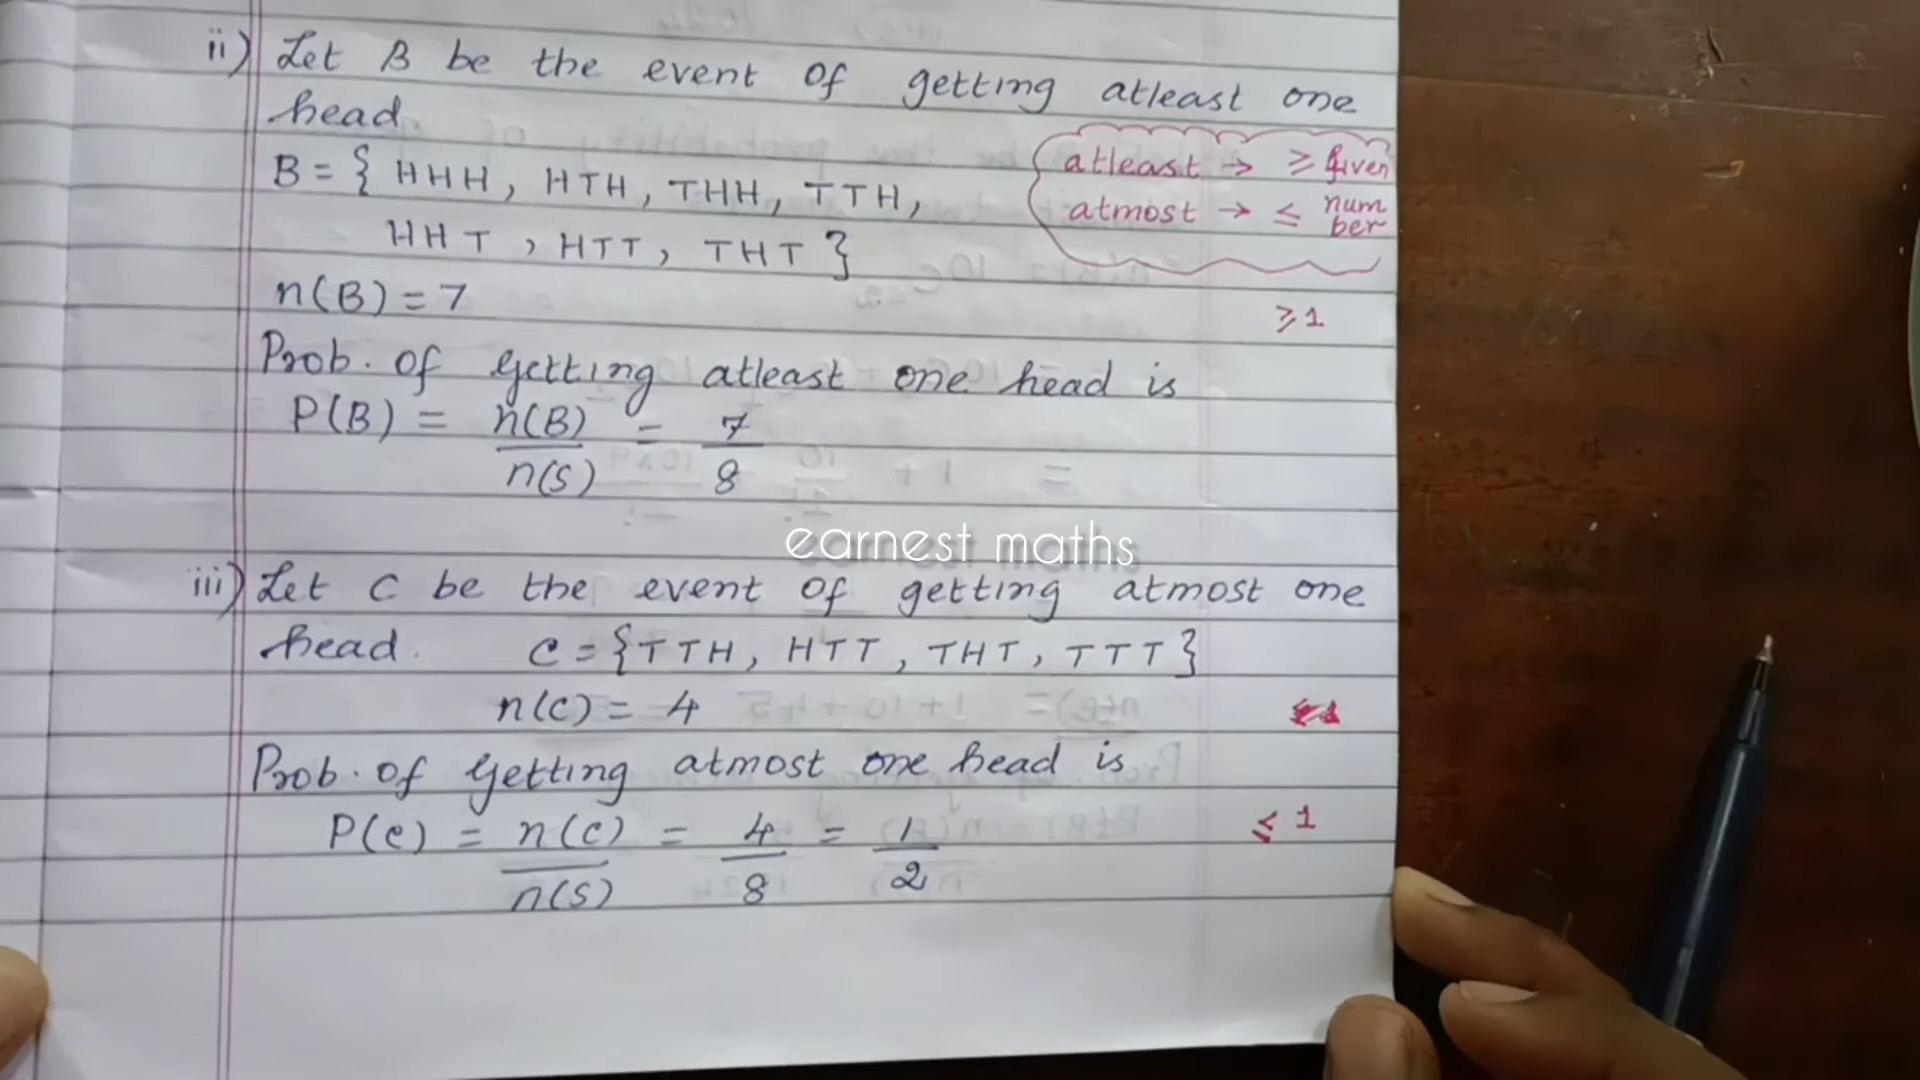 ii) Let B be the event of getting atleast one
head
B = { HHH, HTH, THH, TTH,
HHT, HTT, THT }
atleast → ≥ given
atmost → ≤ num
ber
n(B) = 7
≥ 1
Prob. of getting atleast one head is
P(B) = n(B)/n(S) = 7/8
earnest maths
iii) Let C be the event of getting atmost one
head. C = {TTH, HTT, THT, TTT}
n(C) = 4
Prob. of getting atmost one head is
P(C) = n(C)/n(S) = 4/8 = 1/2
≤ 1